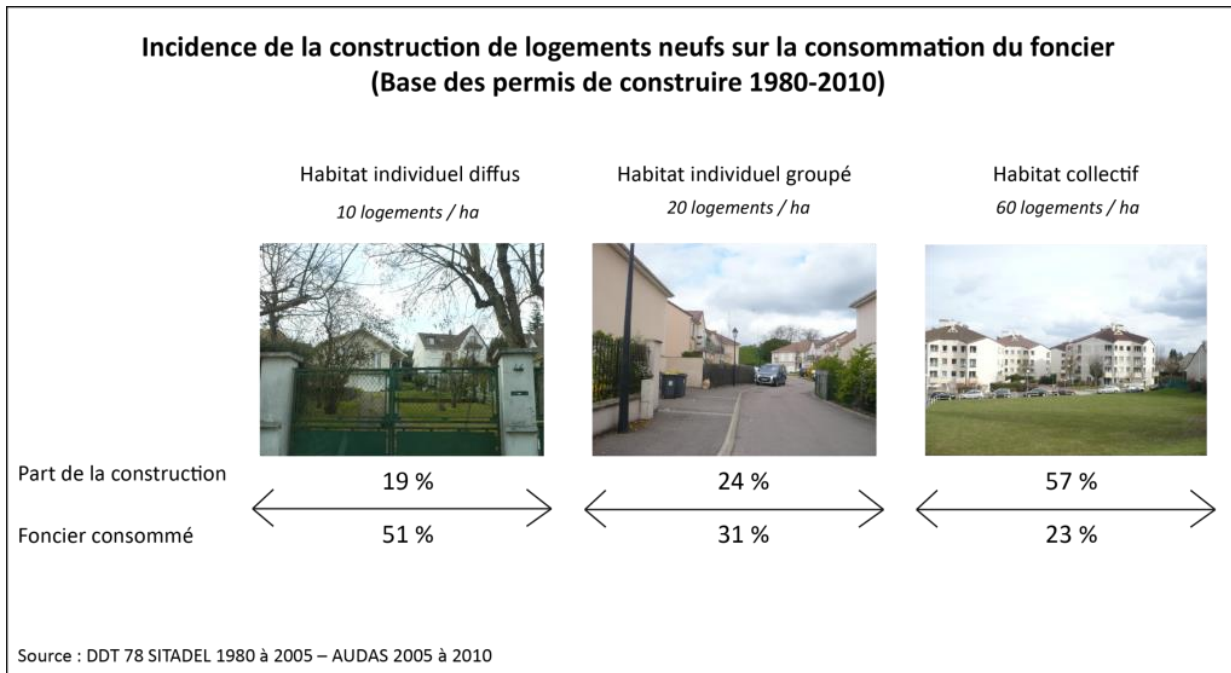 Incidence de la construction de logements neufs sur la consommation du foncier
(Base des permis de construire 1980-2010)
Habitat individuel diffus
10 logements / ha
Habitat individuel groupé
20 logements / ha
Habitat collectif
60 logements / ha
Part de la construction
19 %
24 %
57 %
Foncier consommé
51 %
31 %
23 %
Source : DDT 78 SITADEL 1980 à 2005 – AUDAS 2005 à 2010